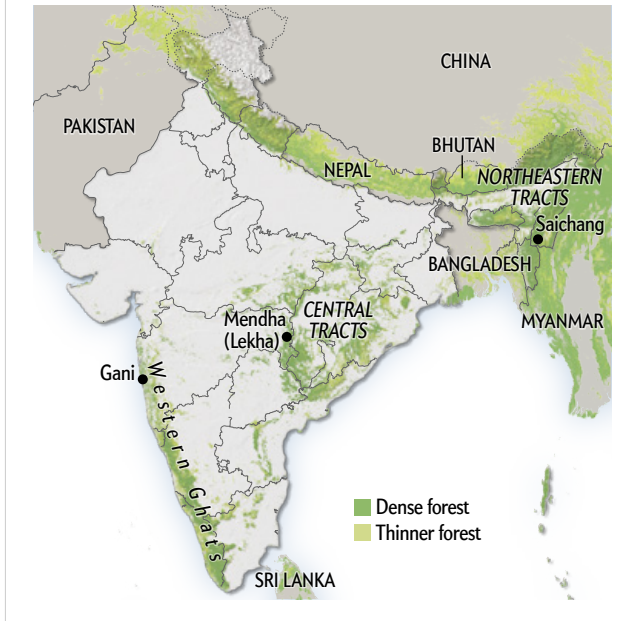 CHINA
PAKISTAN
BHUTAN
NEPAL
NORTHEASTERN
TRACTS
Saichang
BANGLADESH
Mendha
(Lekha)
CENTRAL
TRACTS
MYANMAR
Gani
Western Ghats
Dense forest
Thinner forest
SRI LANKA